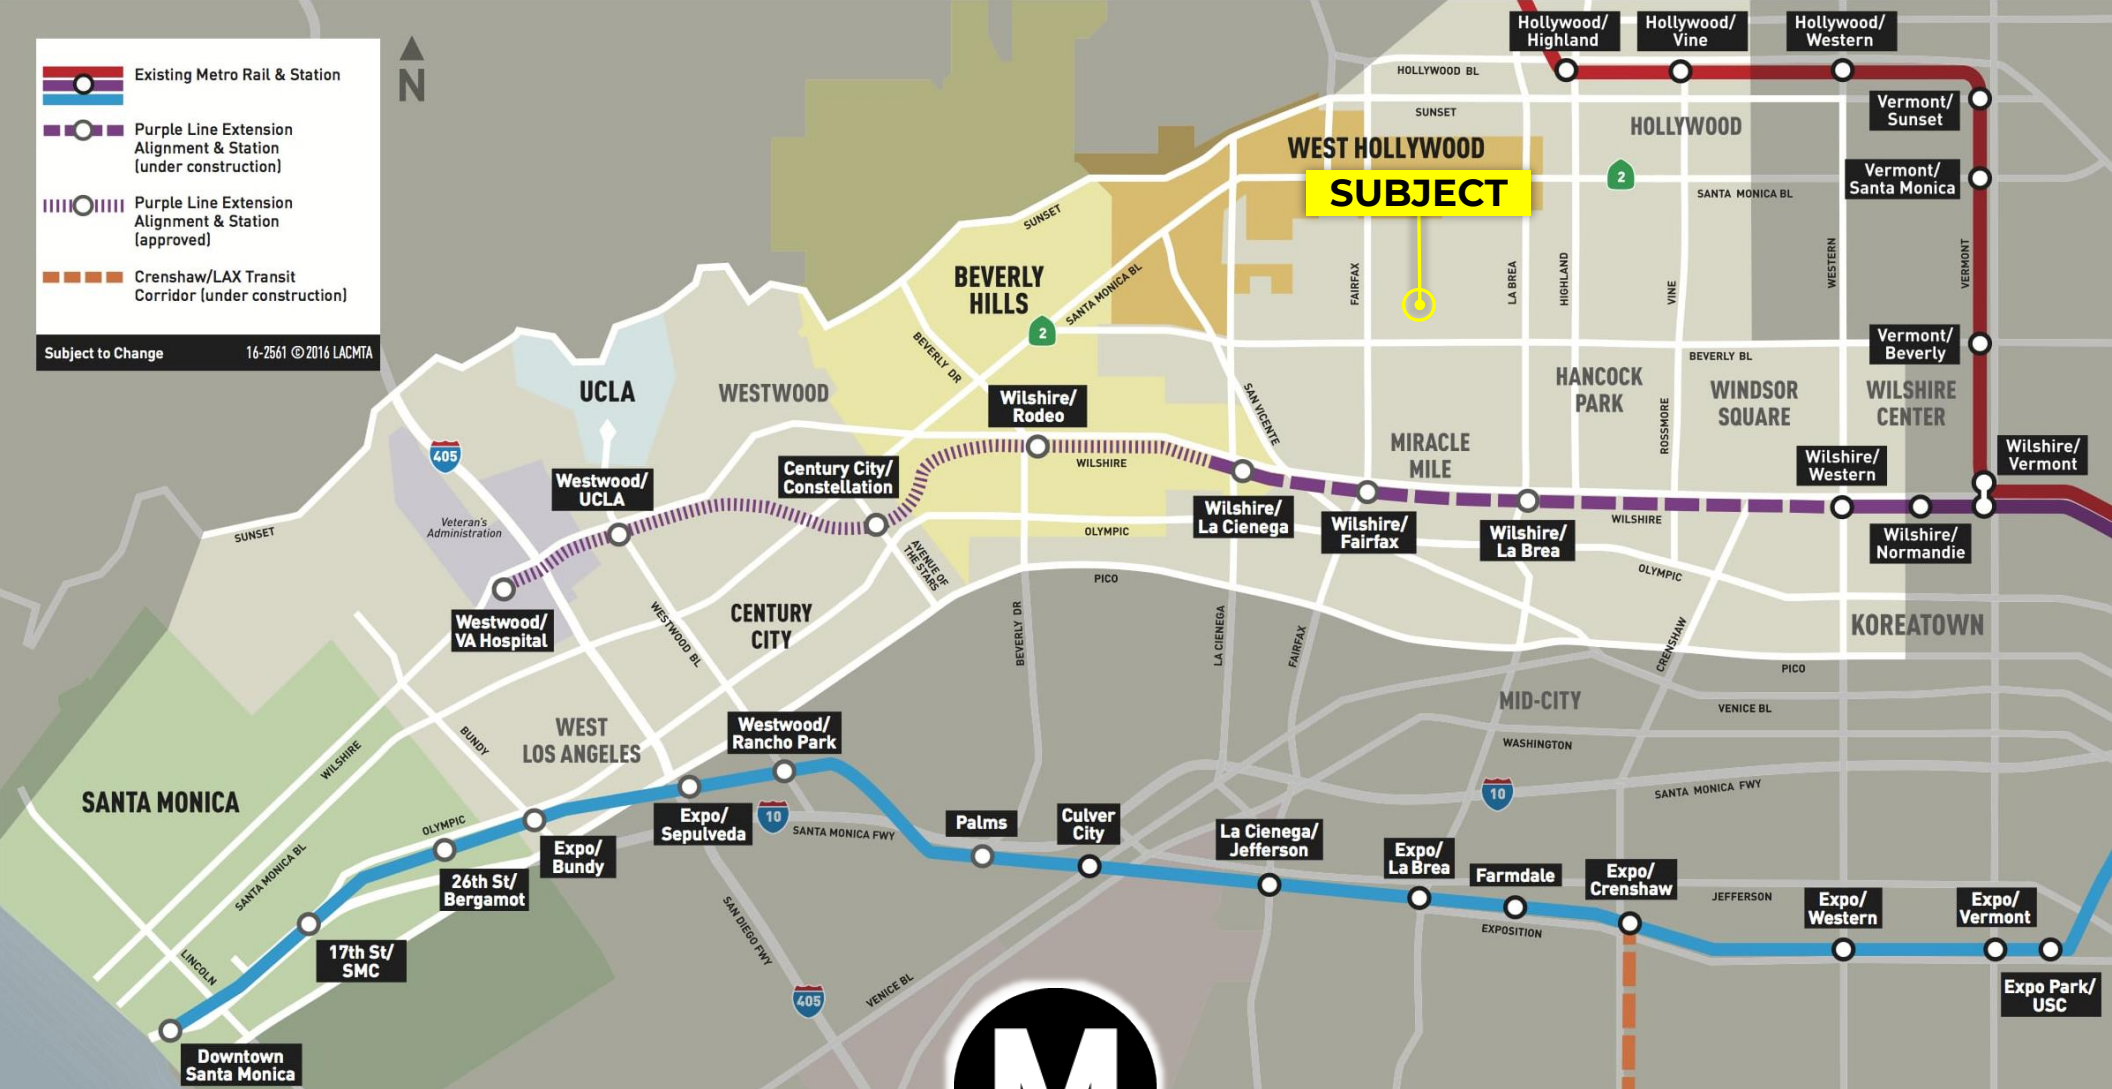 Existing Metro Rail & Station
Purple Line Extension
Alignment & Station
(under construction)
Purple Line Extension
Alignment & Station
(approved)
Crenshaw/LAX Transit
Corridor (under construction)
Subject to Change
16-2561 © 2016 LACMTA
N
Hollywood/
Highland
Hollywood/
Vine
Hollywood/
Western
HOLLYWOOD BL
SUNSET
Vermont/
Sunset
HOLLYWOOD
WEST HOLLYWOOD
SUBJECT
2
SANTA MONICA BL
Vermont/
Santa Monica
SUNSET
BEVERLY
HILLS
SANTA MONICA BL
2
FAIRFAX
LA BREA
HIGHLAND
VINE
WESTERN
VERMONT
Vermont/
Beverly
BEVERLY BL
BEVERLY DR
UCLA
WESTWOOD
Wilshire/
Rodeo
SAN VICENTE
HANCOCK
PARK
WINDSOR
SQUARE
WILSHIRE
CENTER
ROSSMORE
MIRACLE
MILE
405
Westwood/
UCLA
Century City/
Constellation
WILSHIRE
Wilshire/
La Cienega
Wilshire/
Fairfax
Wilshire/
La Brea
WILSHIRE
Wilshire/
Western
Wilshire/
Normandie
Wilshire/
Vermont
SUNSET
Veteran's
Administration
OLYMPIC
AVENUE OF
THE STARS
PICO
OLYMPIC
Westwood/
VA Hospital
WESTWOOD BL
CENTURY
CITY
BEVERLY DR
LA CIENEGA
FAIRFAX
CRENSHAW
KOREATOWN
PICO
MID-CITY
VENICE BL
WASHINGTON
10
SANTA MONICA FWY
WEST
LOS ANGELES
BUNDY
WILSHIRE
Westwood/
Rancho Park
SANTA MONICA
OLYMPIC
SANTA MONICA BL
Expo/
Bundy
Expo/
Sepulveda
10
SANTA MONICA FWY
Palms
Culver
City
La Cienega/
Jefferson
Expo/
La Brea
Farmdale
Expo/
Crenshaw
JEFFERSON
Expo/
Western
Expo/
Vermont
EXPOSITION
26th St/
Bergamot
17th St/
SMC
LINCOLN
SAN DIEGO FWY
405
VENICE BL
Expo Park/
USC
Downtown
Santa Monica
M